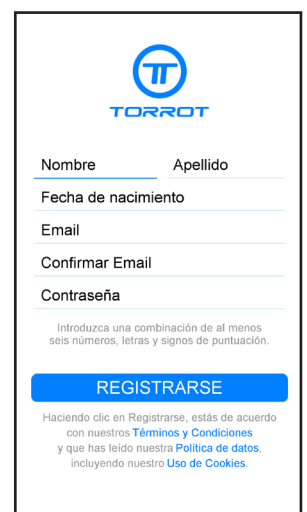 TORROT
Nombre Apellido
Fecha de nacimiento
Email
Confirmar Email
Contraseña
Introduzca una combinación de al menos
seis números, letras y signos de puntuación.
REGISTRARSE
Haciendo clic en Registrarse, estás de acuerdo
con nuestros Términos y Condiciones
y que has leído nuestra Política de datos,
incluyendo nuestro Uso de Cookies.